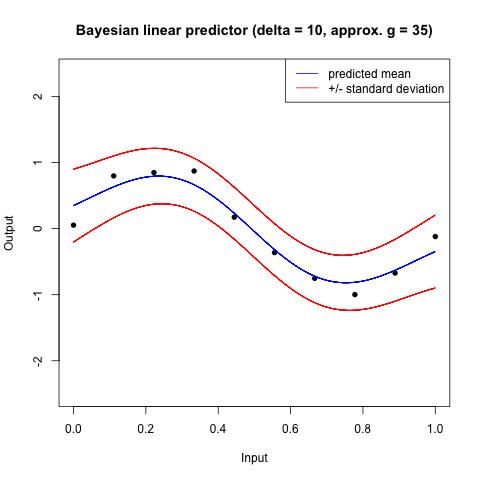 Bayesian linear predictor (delta = 10, approx. g = 35)
predicted mean
+/- standard deviation
Output
2
1
0
-1
-2
0.0 0.2 0.4 0.6 0.8 1.0
Input